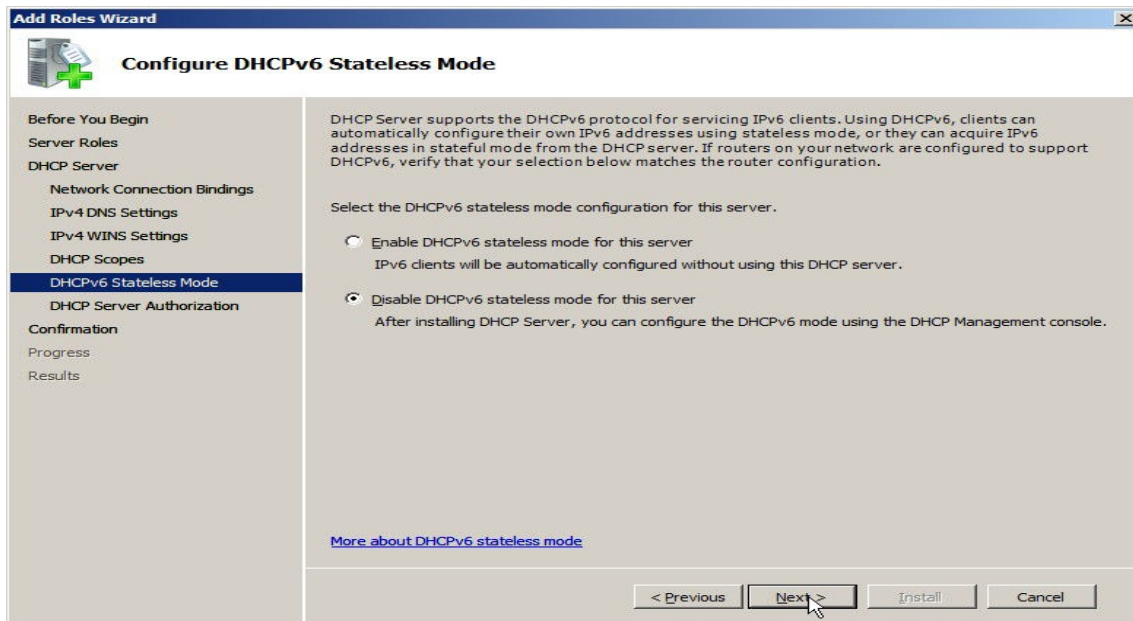 Add Roles Wizard
Configure DHCPv6 Stateless Mode
Before You Begin
Server Roles
DHCP Server
Network Connection Bindings
IPv4 DNS Settings
IPv4 WINS Settings
DHCP Scopes
DHCPv6 Stateless Mode
DHCP Server Authorization
Confirmation
Progress
Results
DHCP Server supports the DHCPv6 protocol for servicing IPv6 clients. Using DHCPv6, clients can
automatically configure their own IPv6 addresses using stateless mode, or they can acquire IPv6
addresses in stateful mode from the DHCP server. If routers on your network are configured to support
DHCPv6, verify that your selection below matches the router configuration.
Select the DHCPv6 stateless mode configuration for this server.
Enable DHCPv6 stateless mode for this server
IPv6 clients will be automatically configured without using this DHCP server.
Disable DHCPv6 stateless mode for this server
After installing DHCP Server, you can configure the DHCPv6 mode using the DHCP Management console.
More about DHCPv6 stateless mode
< Previous Next > Install Cancel